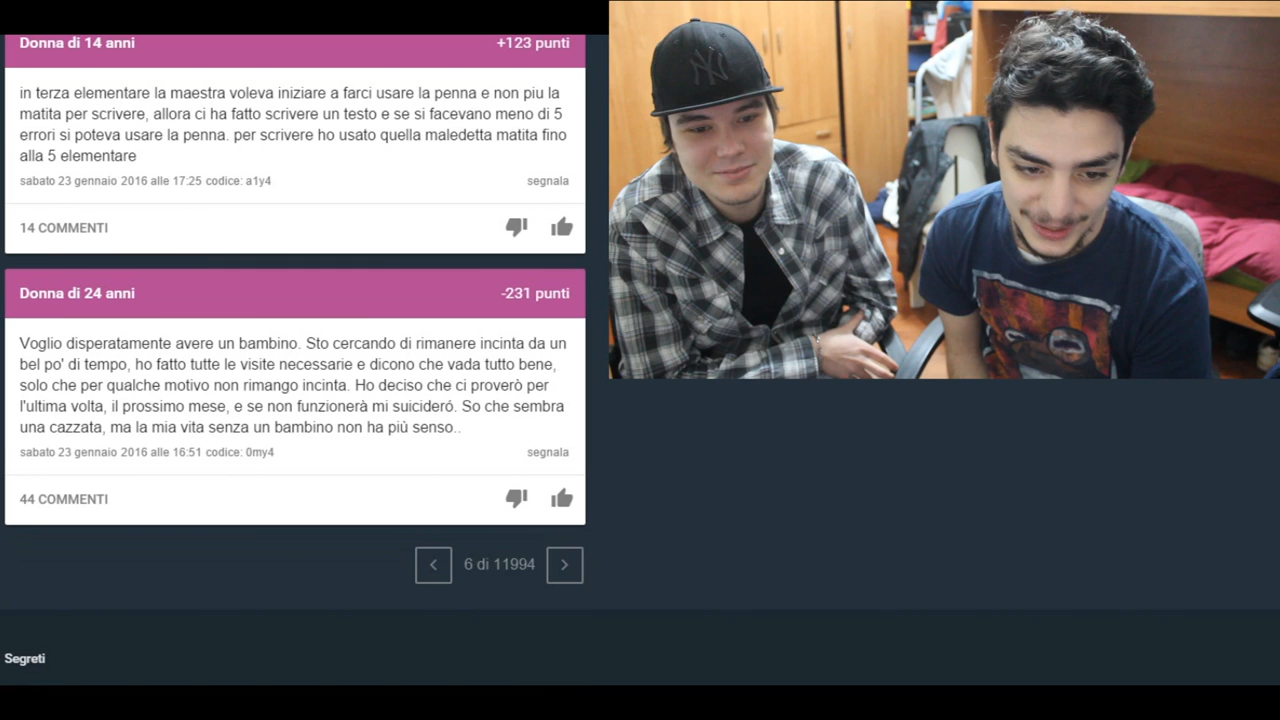 Donna di 14 anni
+123 punti
in terza elementare la maestra voleva iniziare a farci usare la penna e non piu la
matita per scrivere, allora ci ha fatto scrivere un testo e se si facevano meno di 5
errori si poteva usare la penna. per scrivere ho usato quella maledetta matita fino
alla 5 elementare
sabato 23 gennaio 2016 alle 17:25 codice: a1y4
segnala
14 COMMENTI
Donna di 24 anni
-231 punti
Voglio disperatamente avere un bambino. Sto cercando di rimanere incinta da un
bel po' di tempo, ho fatto tutte le visite necessarie e dicono che vada tutto bene,
solo che per qualche motivo non rimango incinta. Ho deciso che ci proverò per
l'ultima volta, il prossimo mese, e se non funzionerà mi suicideró. So che sembra
una cazzata, ma la mia vita senza un bambino non ha più senso..
sabato 23 gennaio 2016 alle 16:51 codice: 0my4
segnala
44 COMMENTI
6 di 11994
Segreti
NY